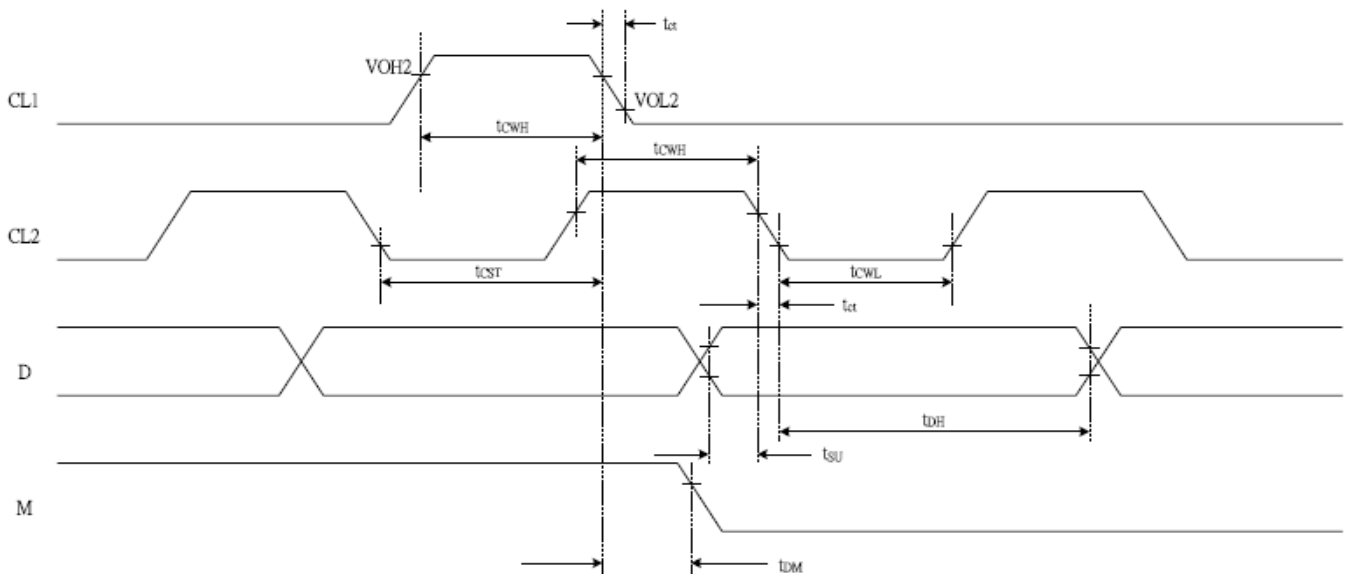 tct
VOH2
CL1
VOL2
tCWH
tCWH
CL2
tCST
tCWL
tct
D
tDH
tSU
M
tDM